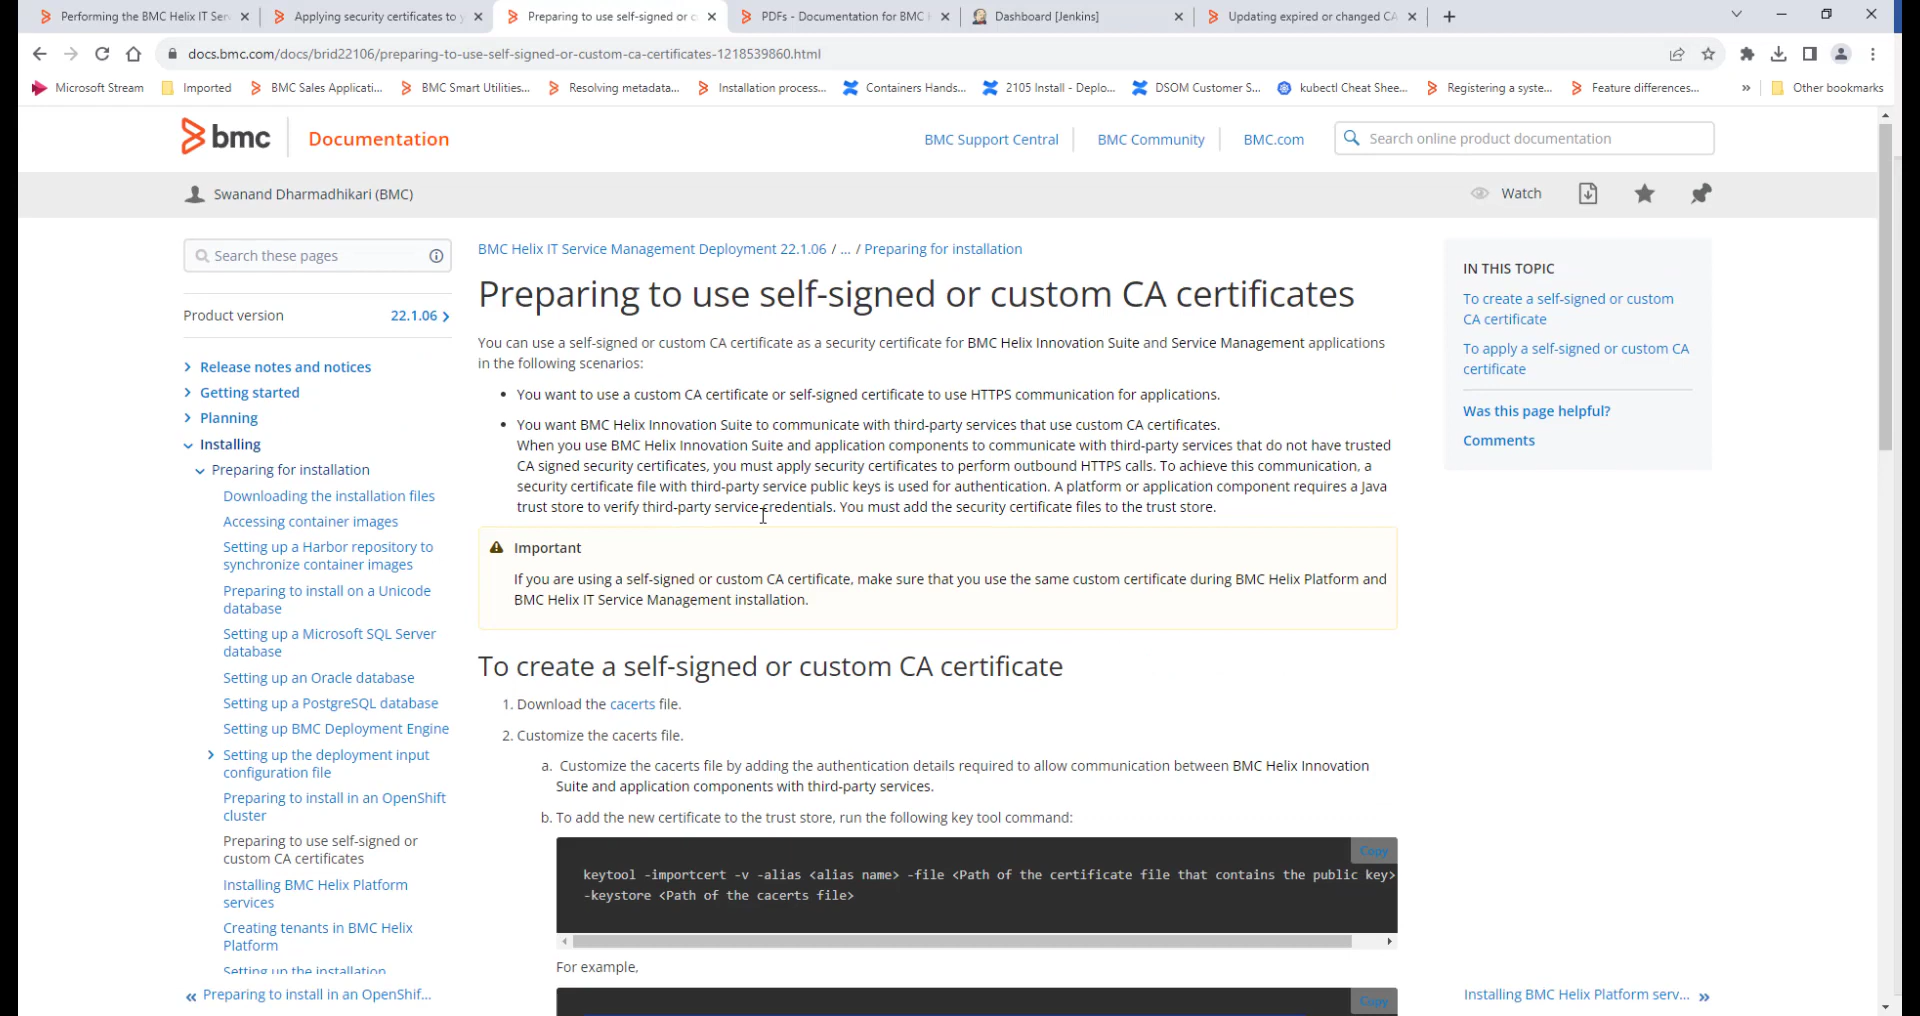 Performing the BMC Helix IT Serv
Applying security certificates to y
Preparing to use self-signed or c
PDFs - Documentation for BMC H
Dashboard [Jenkins]
Updating expired or changed CA
docs.bmc.com/docs/brid22106/preparing-to-use-self-signed-or-custom-ca-certificates-1218539860.html
Microsoft Stream
Imported
BMC Sales Applicati...
BMC Smart Utilities...
Resolving metadata...
Installation process...
Containers Hands...
2105 Install - Deplo...
DSOM Customer S...
kubectl Cheat Shee...
Registering a syste...
Feature differences...
»
Other bookmarks
bmc
Documentation
BMC Support Central
BMC Community
BMC.com
Search online product documentation
Swanand Dharmadhikari (BMC)
Watch
Search these pages
Product version 22.1.06
Release notes and notices
Getting started
Planning
Installing
Preparing for installation
Downloading the installation files
Accessing container images
Setting up a Harbor repository to
synchronize container images
Preparing to install on a Unicode
database
Setting up a Microsoft SQL Server
database
Setting up an Oracle database
Setting up a PostgreSQL database
Setting up BMC Deployment Engine
Setting up the deployment input
configuration file
Preparing to install in an OpenShift
cluster
Preparing to use self-signed or
custom CA certificates
Installing BMC Helix Platform
services
Creating tenants in BMC Helix
Platform
Setting up the installation
« Preparing to install in an OpenShif...
BMC Helix IT Service Management Deployment 22.1.06 / ... / Preparing for installation
Preparing to use self-signed or custom CA certificates
You can use a self-signed or custom CA certificate as a security certificate for BMC Helix Innovation Suite and Service Management applications
in the following scenarios:
• You want to use a custom CA certificate or self-signed certificate to use HTTPS communication for applications.
• You want BMC Helix Innovation Suite to communicate with third-party services that use custom CA certificates.
When you use BMC Helix Innovation Suite and application components to communicate with third-party services that do not have trusted
CA signed security certificates, you must apply security certificates to perform outbound HTTPS calls. To achieve this communication, a
security certificate file with third-party service public keys is used for authentication. A platform or application component requires a Java
trust store to verify third-party service credentials. You must add the security certificate files to the trust store.
Important
If you are using a self-signed or custom CA certificate, make sure that you use the same custom certificate during BMC Helix Platform and
BMC Helix IT Service Management installation.
To create a self-signed or custom CA certificate
1. Download the cacerts file.
2. Customize the cacerts file.
a. Customize the cacerts file by adding the authentication details required to allow communication between BMC Helix Innovation
Suite and application components with third-party services.
b. To add the new certificate to the trust store, run the following key tool command:
Copy
keytool -importcert -v -alias <alias name> -file <Path of the certificate file that contains the public key>
-keystore <Path of the cacerts file>
For example,
Copy
IN THIS TOPIC
To create a self-signed or custom
CA certificate
To apply a self-signed or custom CA
certificate
Was this page helpful?
Comments
Installing BMC Helix Platform serv... »